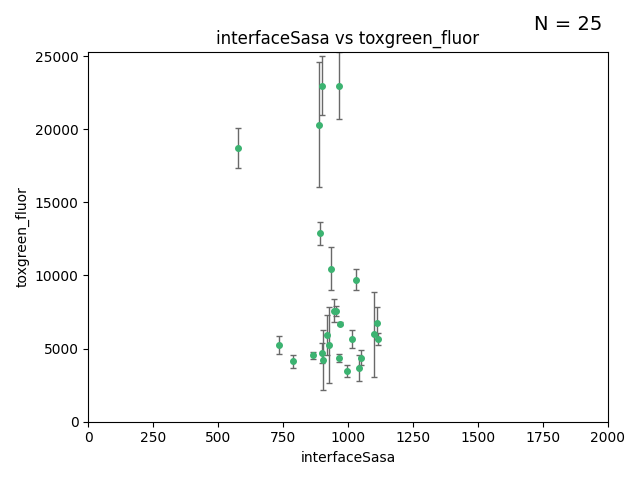 N = 25
interfaceSasa vs toxgreen_fluor
25000
20000
15000
10000
5000
0
toxgreen_fluor
0 250 500 750 1000 1250 1500 1750 2000
interfaceSasa